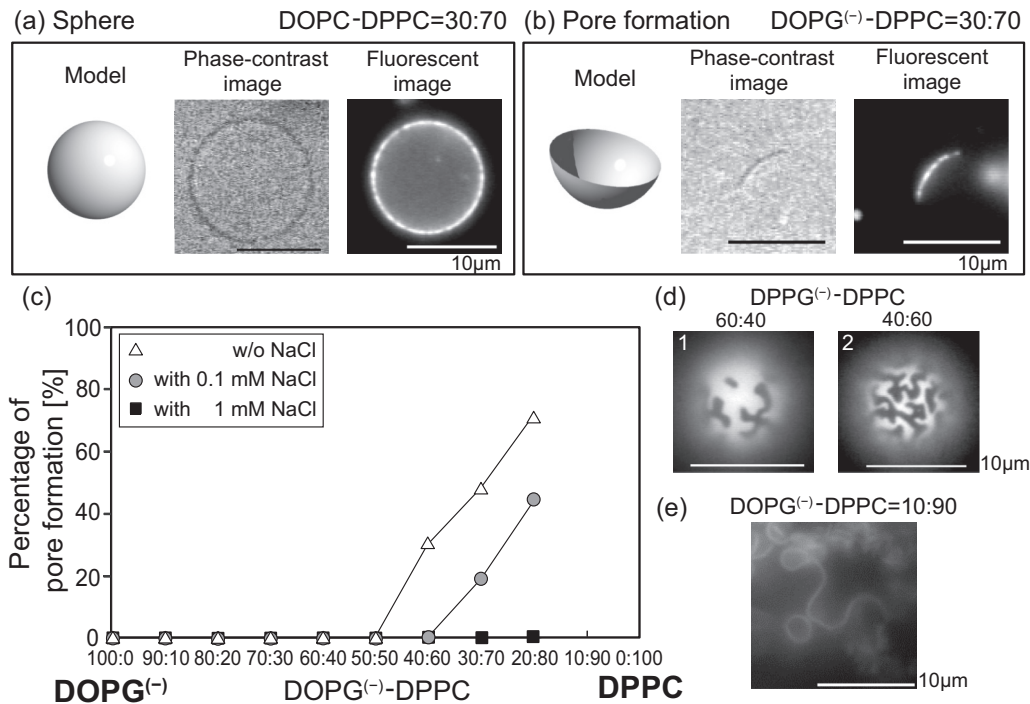 (a) Sphere DOPC-DPPC=30:70
Model
Phase-contrast
image
Fluorescent
image
10μm
(b) Pore formation DOPG(−)-DPPC=30:70
Model
Phase-contrast
image
Fluorescent
image
10μm
(c)
Percentage of
pore formation [%]
100
80
60
40
20
0
w/o NaCl
with 0.1 mM NaCl
with 1 mM NaCl
100:0 90:10 80:20 70:30 60:40 50:50 40:60 30:70 20:80 10:90 0:100
DOPG(−) DOPG(−)-DPPC DPPC
(d) DPPG(−)-DPPC
60:40 40:60
1 2
10μm
(e) DOPG(−)-DPPC=10:90
10μm